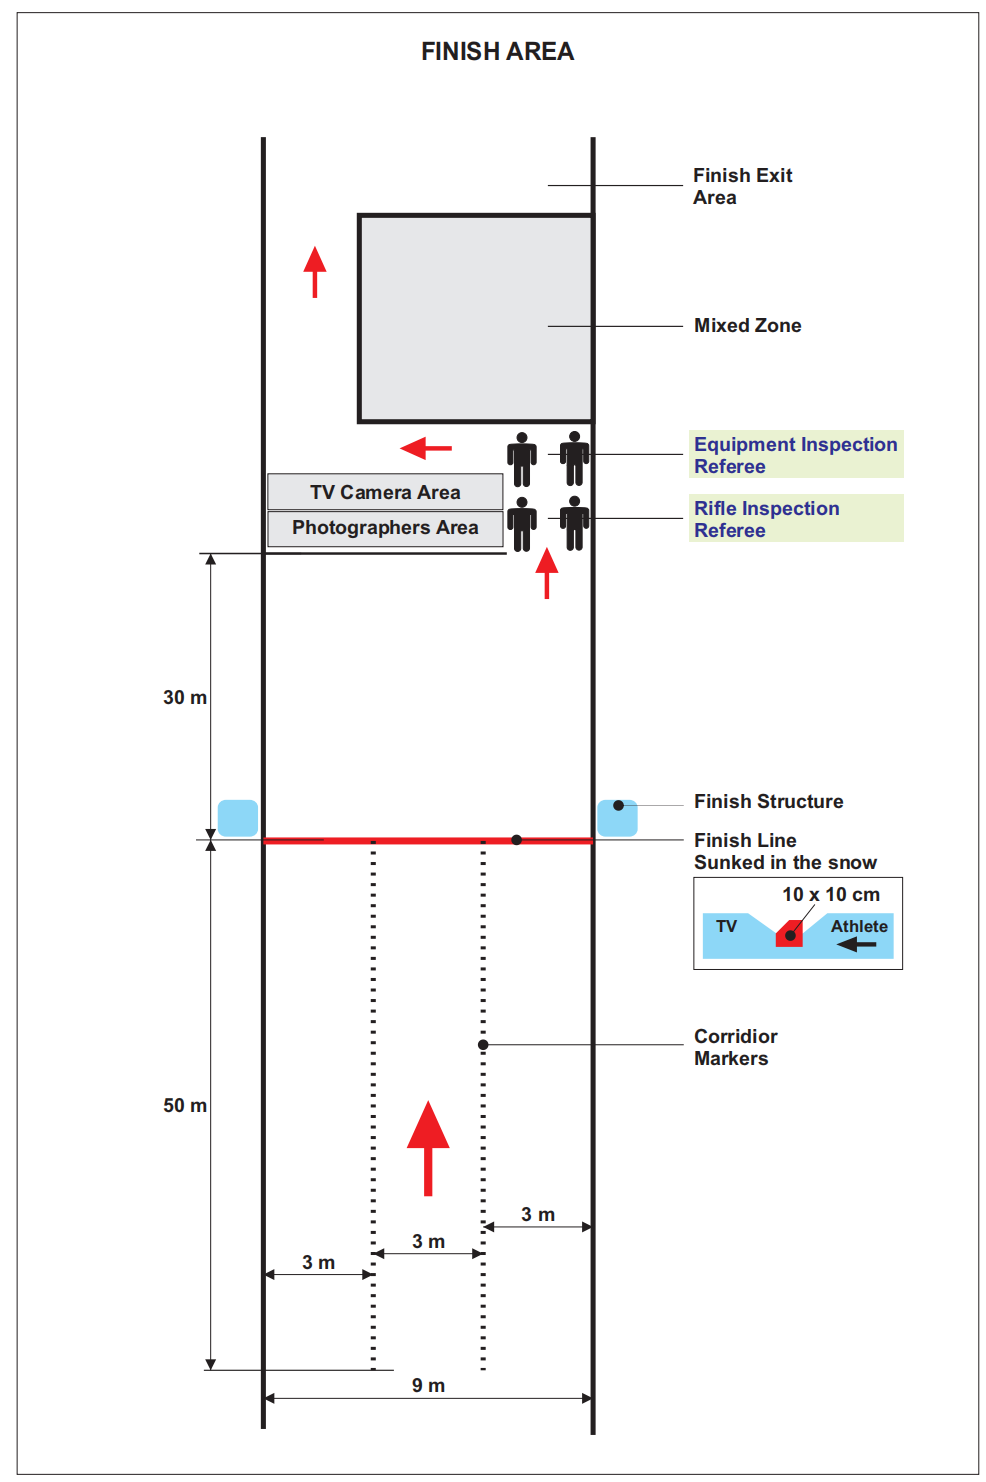 FINISH AREA
Finish Exit
Area
Mixed Zone
Equipment Inspection
Referee
TV Camera Area
Photographers Area
Rifle Inspection
Referee
30 m
Finish Structure
Finish Line
Sunked in the snow
10 x 10 cm
TV
Athlete
Corridior
Markers
50 m
3 m
3 m
3 m
9 m